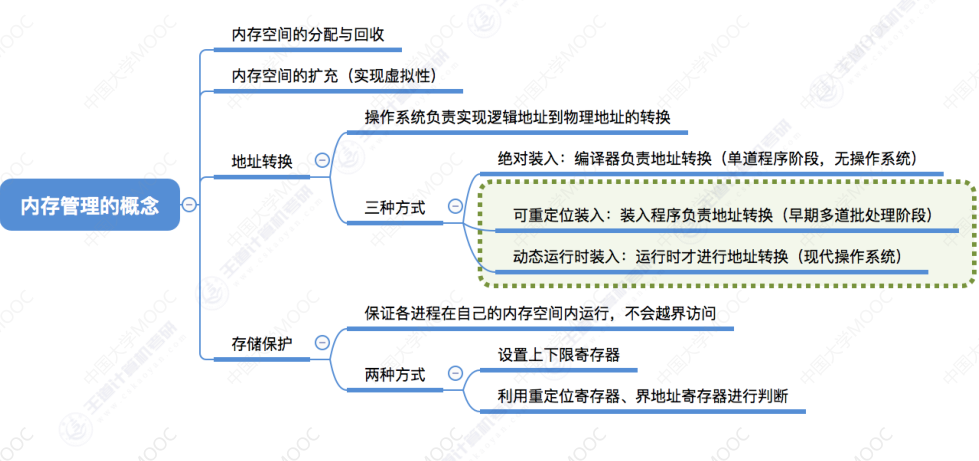 内存空间的分配与回收
内存空间的扩充（实现虚拟性）
操作系统负责实现逻辑地址到物理地址的转换
地址转换
绝对装入：编译器负责地址转换（单道程序阶段，无操作系统）
三种方式
可重定位装入：装入程序负责地址转换（早期多道批处理阶段）
动态运行时装入：运行时才进行地址转换（现代操作系统）
内存管理的概念
保证各进程在自己的内存空间内运行，不会越界访问
存储保护
设置上下限寄存器
两种方式
利用重定位寄存器、界地址寄存器进行判断
中国大学MOOC
王道计算机考研